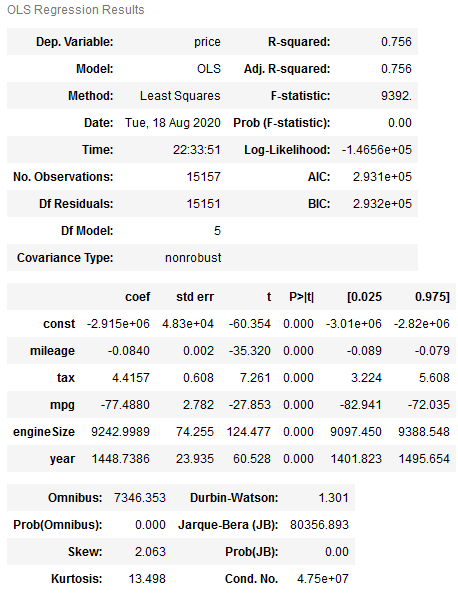 OLS Regression Results
Dep. Variable: price R-squared: 0.756
Model: OLS Adj. R-squared: 0.756
Method: Least Squares F-statistic: 9392.
Date: Tue, 18 Aug 2020 Prob (F-statistic): 0.00
Time: 22:33:51 Log-Likelihood: -1.4656e+05
No. Observations: 15157 AIC: 2.931e+05
Df Residuals: 15151 BIC: 2.932e+05
Df Model: 5
Covariance Type: nonrobust
coef std err t P>|t| [0.025 0.975]
const -2.915e+06 4.83e+04 -60.354 0.000 -3.01e+06 -2.82e+06
mileage -0.0840 0.002 -35.320 0.000 -0.089 -0.079
tax 4.4157 0.608 7.261 0.000 3.224 5.608
mpg -77.4880 2.782 -27.853 0.000 -82.941 -72.035
engineSize 9242.9989 74.255 124.477 0.000 9097.450 9388.548
year 1448.7386 23.935 60.528 0.000 1401.823 1495.654
Omnibus: 7346.353 Durbin-Watson: 1.301
Prob(Omnibus): 0.000 Jarque-Bera (JB): 80356.893
Skew: 2.063 Prob(JB): 0.00
Kurtosis: 13.498 Cond. No. 4.75e+07